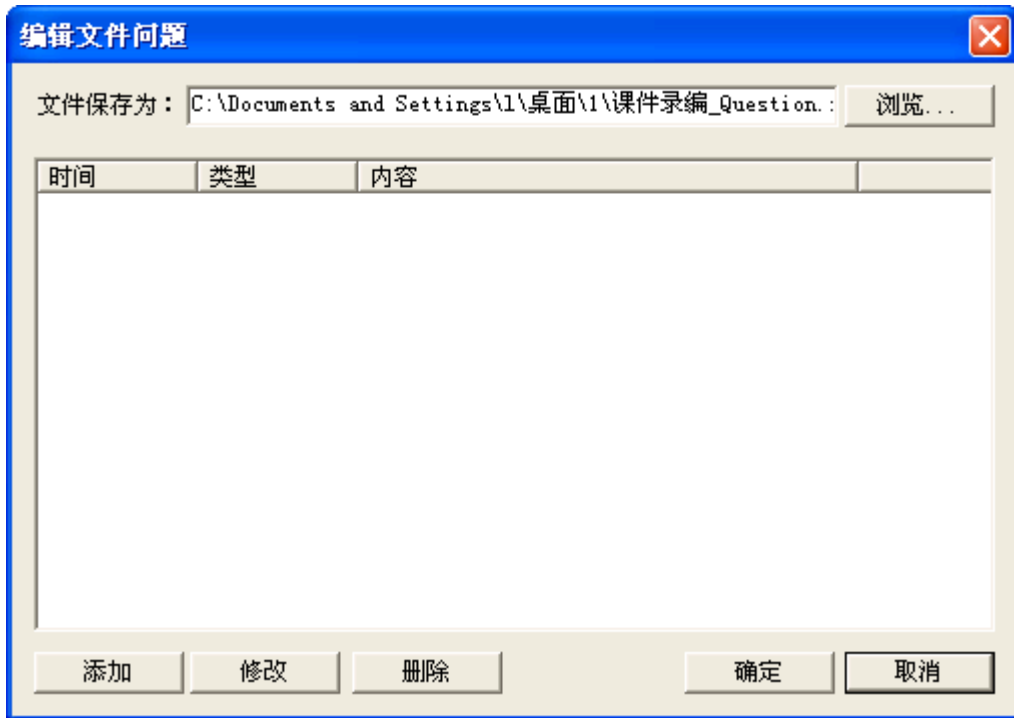 编辑文件问题
文件保存为： C:\Documents and Settings\l\桌面\1\课件录编_Question.: 浏览...
时间 类型 内容
添加 修改 删除 确定 取消